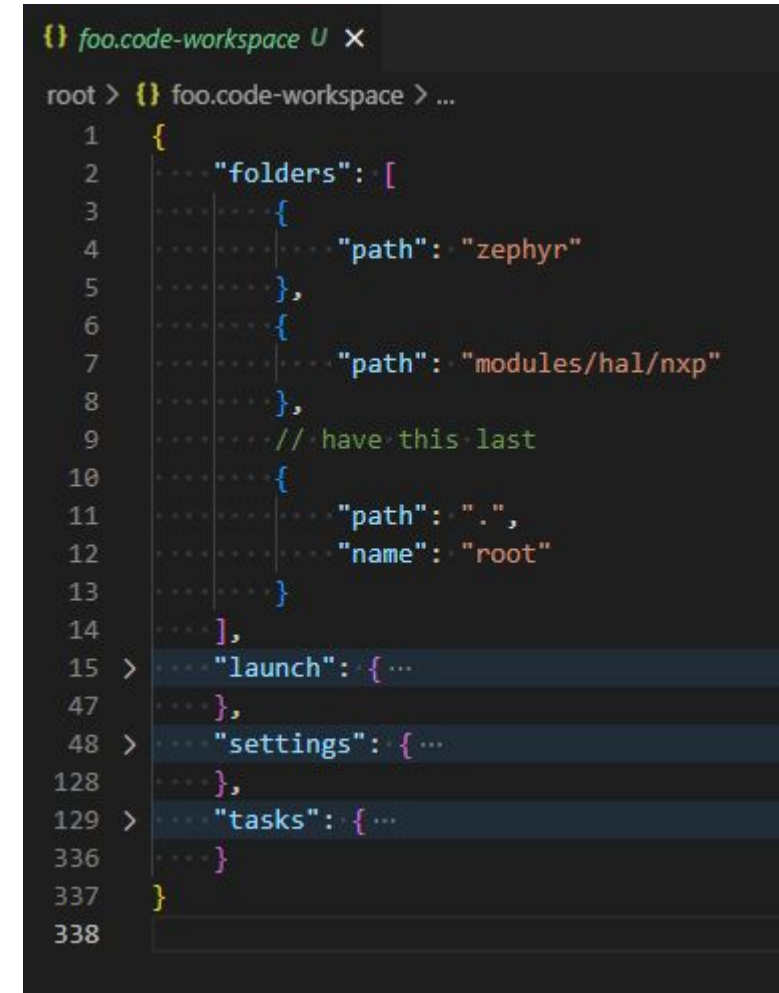 {} foo.code-workspace U ×
root > {} foo.code-workspace > ...
1 {
2     "folders": [
3         {
4             "path": "zephyr"
5         },
6         {
7             "path": "modules/hal/nxp"
8         },
9         // have this last
10         {
11             "path": ".",
12             "name": "root"
13         }
14     ],
15 >     "launch": { ...
47     },
48 >     "settings": { ...
128     },
129 >     "tasks": { ...
336     }
337 }
338